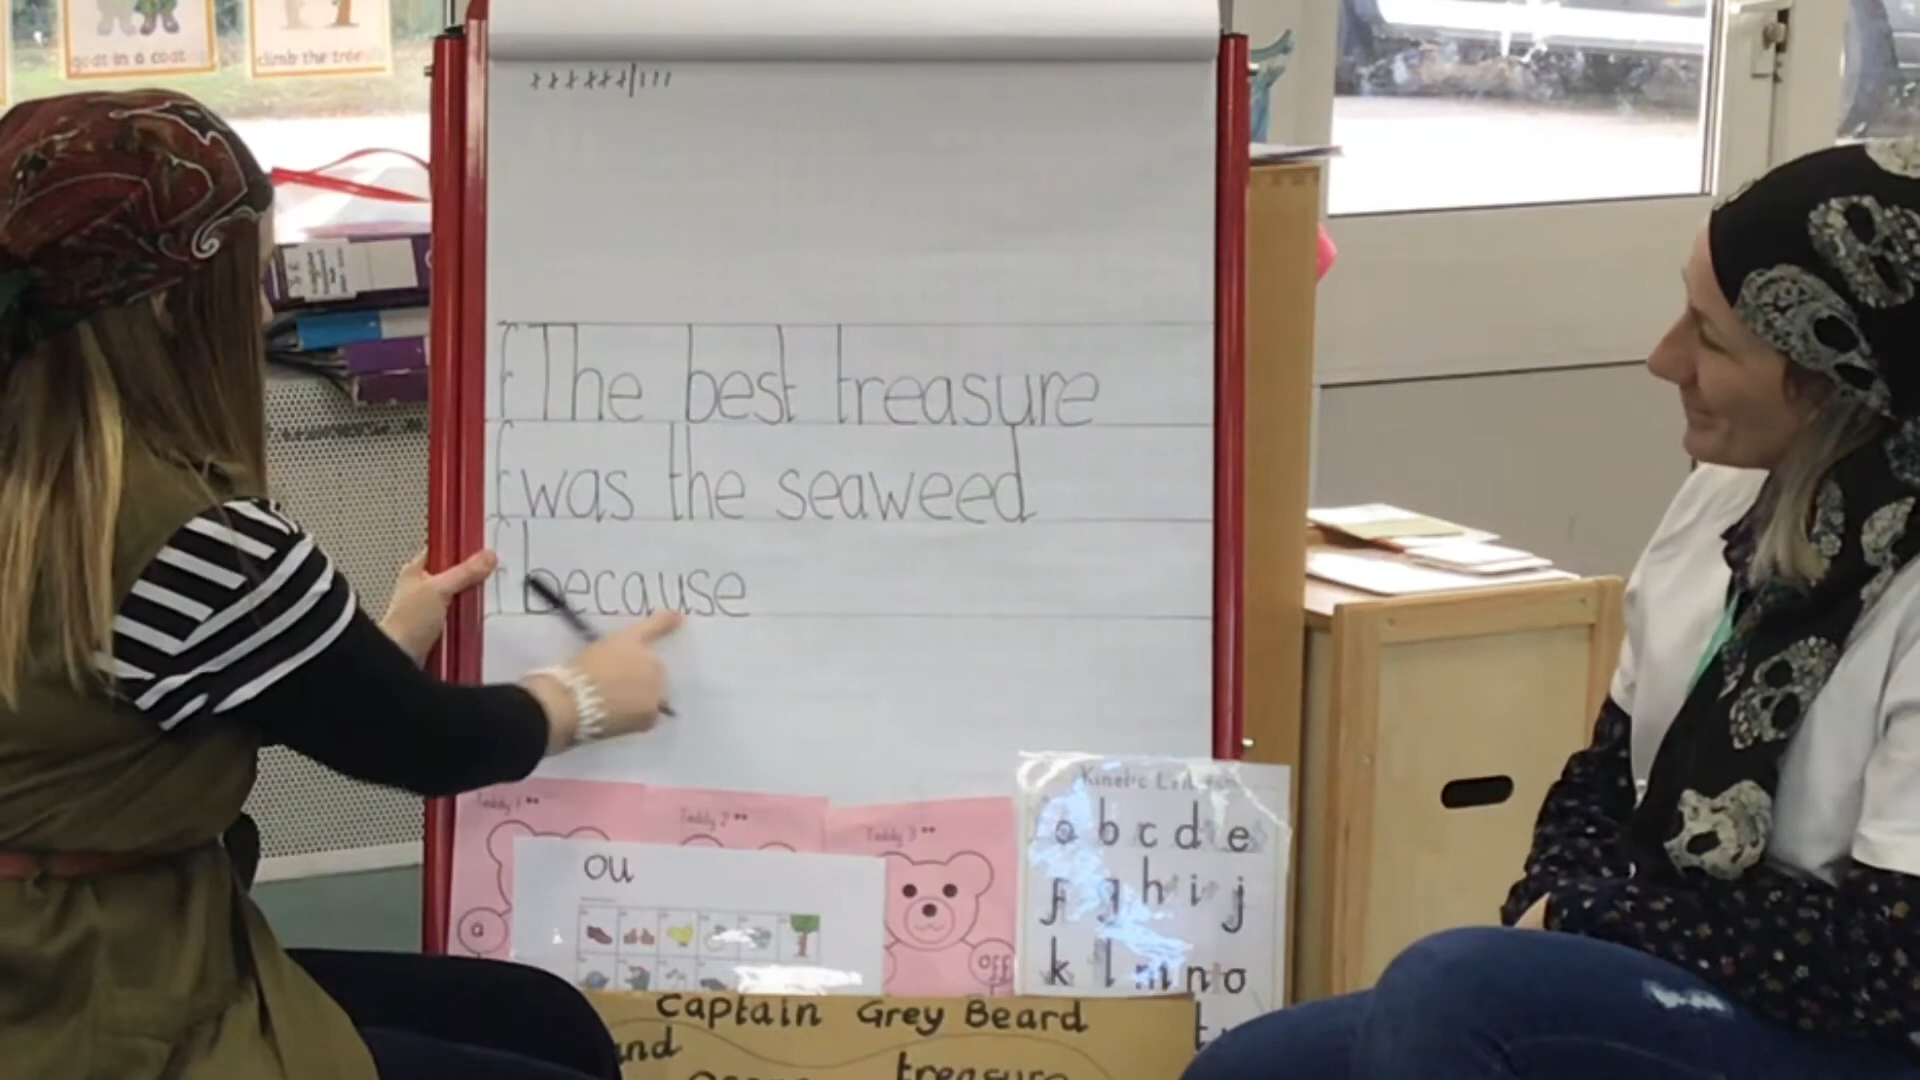 goat in a coat
climb the tree
The best treasure
was the seaweed
because
Teddy 1
Teddy 2
Teddy 3
ou
a
off
Kinetic
a b c d e
f g h i j
k l m n o
Captain Grey Beard
and
treasure